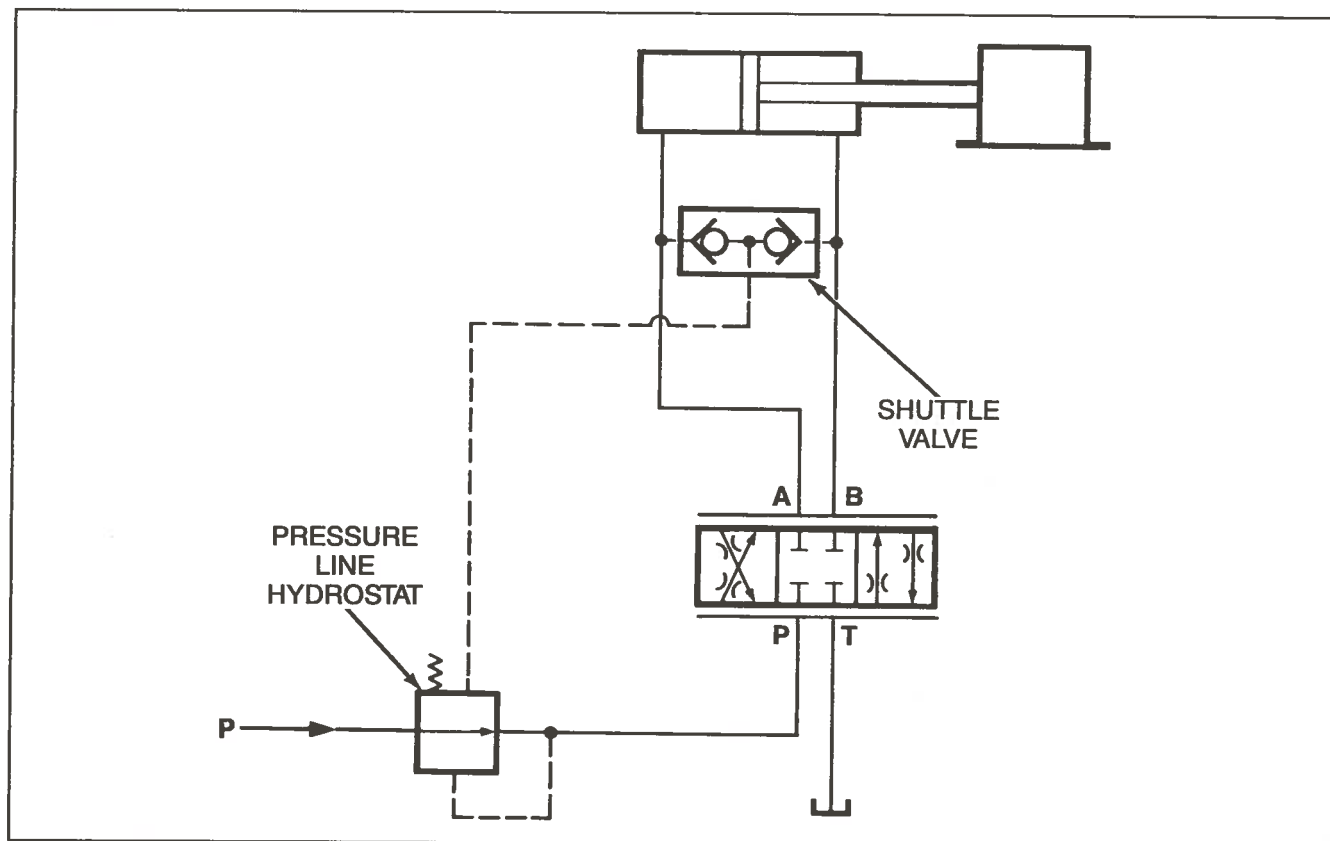 SHUTTLE
VALVE
A B
PRESSURE
LINE
HYDROSTAT
P T
P